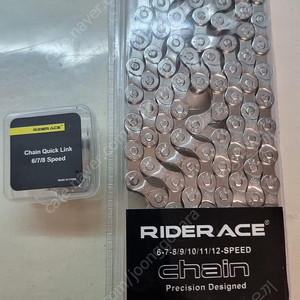 RIDERACE
Chain Quick Link
6/7/8 Speed
RIDERACE
6-7-8/9/10/11/12-SPEED
chain
Precision Designed